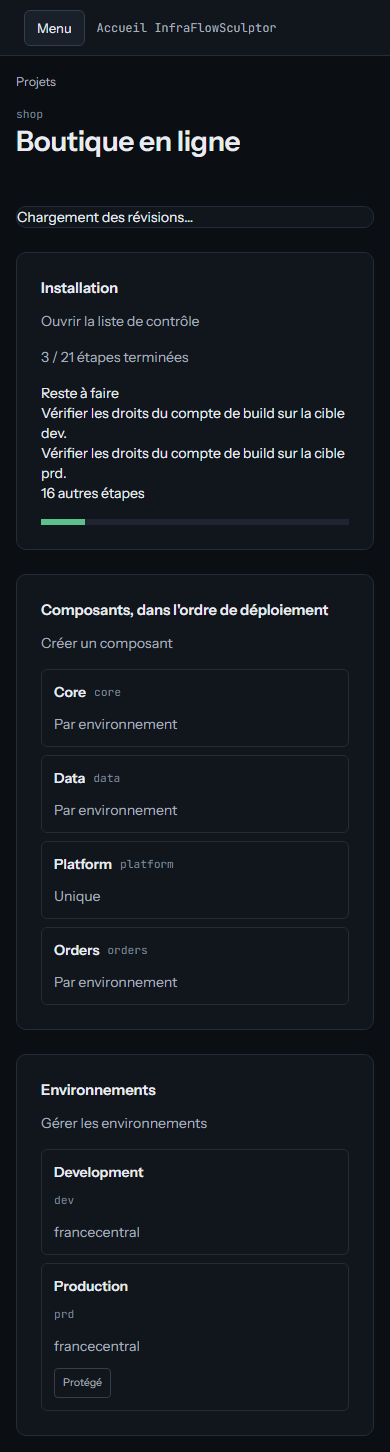 Menu Accueil InfraFlowSculptor
Projets
shop
Boutique en ligne
Chargement des révisions...
Installation
Ouvrir la liste de contrôle
3 / 21 étapes terminées
Reste à faire
Vérifier les droits du compte de build sur la cible
dev.
Vérifier les droits du compte de build sur la cible
prd.
16 autres étapes
Composants, dans l'ordre de déploiement
Créer un composant
Core core
Par environnement
Data data
Par environnement
Platform platform
Unique
Orders orders
Par environnement
Environnements
Gérer les environnements
Development
dev
francecentral
Production
prd
francecentral
Protégé